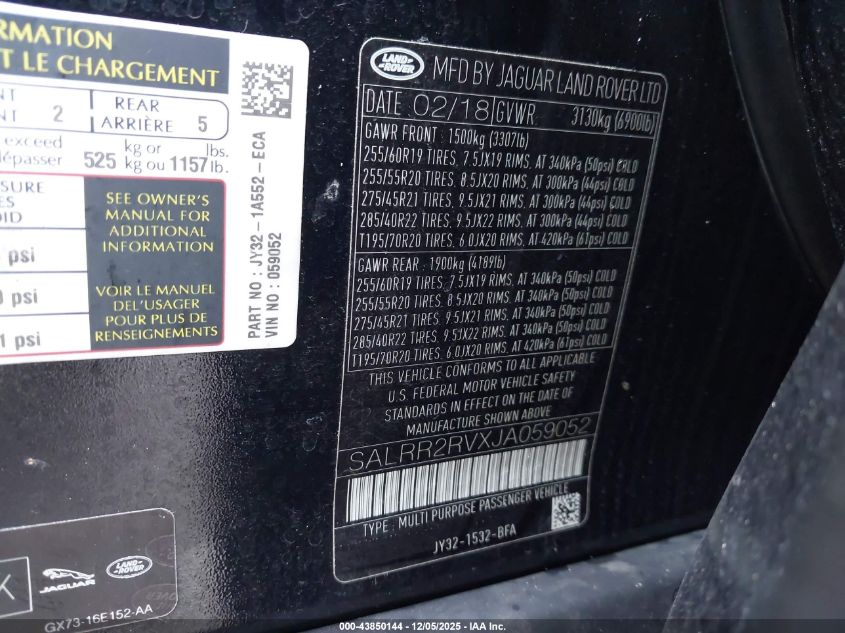 RMATION
T LE CHARGEMENT
NT 2 REAR 5
NT ARRIÈRE
exceed 525 kg or 1157 lbs.
dépasser kg ou lb.
SURE
ES
OID
psi
0 psi
1 psi
SEE OWNER'S
MANUAL FOR
ADDITIONAL
INFORMATION
VOIR LE MANUEL
DEL'USAGER
POUR PLUS DE
RENSEIGNEMENTS
PART NO : JY32-1A552-ECA
VIN NO : 059052
LAND ROVER
MFD BY JAGUAR LAND ROVER LTD
DATE 02/18 GVWR 3130kg (6900lb)
GAWR FRONT : 1500kg (3307lb)
255/60R19 TIRES, 7.5JX19 RIMS, AT 340kPa (50psi) COLD
255/55R20 TIRES, 8.5JX20 RIMS, AT 300kPa (44psi) COLD
275/45R21 TIRES, 9.5JX21 RIMS, AT 300kPa (44psi) COLD
285/40R22 TIRES, 9.5JX22 RIMS, AT 300kPa (44psi) COLD
T195/70R20 TIRES, 6.0JX20 RIMS, AT 420kPa (61psi) COLD
GAWR REAR : 1900kg (4189lb)
255/60R19 TIRES, 7.5JX19 RIMS, AT 340kPa (50psi) COLD
255/55R20 TIRES, 8.5JX20 RIMS, AT 340kPa (50psi) COLD
275/45R21 TIRES, 9.5JX21 RIMS, AT 340kPa (50psi) COLD
285/40R22 TIRES, 9.5JX22 RIMS, AT 340kPa (50psi) COLD
T195/70R20 TIRES, 6.0JX20 RIMS, AT 420kPa (61psi) COLD
THIS VEHICLE CONFORMS TO ALL APPLICABLE
U.S. FEDERAL MOTOR VEHICLE SAFETY
STANDARDS IN EFFECT ON THE DATE OF
MANUFACTURE SHOWN ABOVE
SALRR2RVXJA059052
TYPE : MULTI PURPOSE PASSENGER VEHICLE
JY32-1532-BFA
K JAGUAR LAND ROVER
GX73-16E152-AA
000-43850144 / 12/05/2025 - IAA Inc.